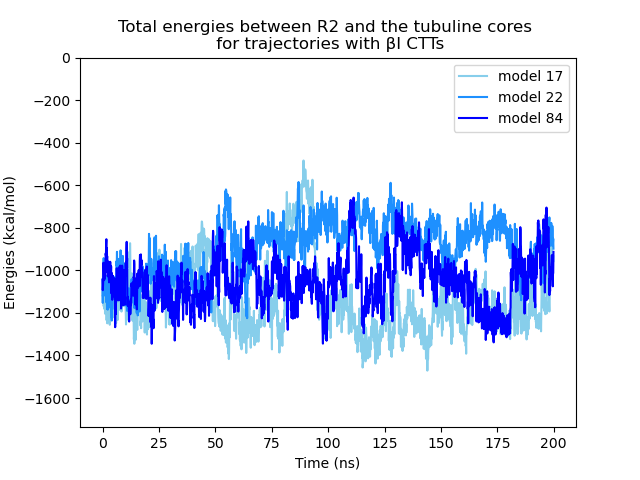 Total energies between R2 and the tubuline cores
for trajectories with βI CTTs
model 17
model 22
model 84
Energies (kcal/mol)
0
−200
−400
−600
−800
−1000
−1200
−1400
−1600
0
25
50
75
100
125
150
175
200
Time (ns)